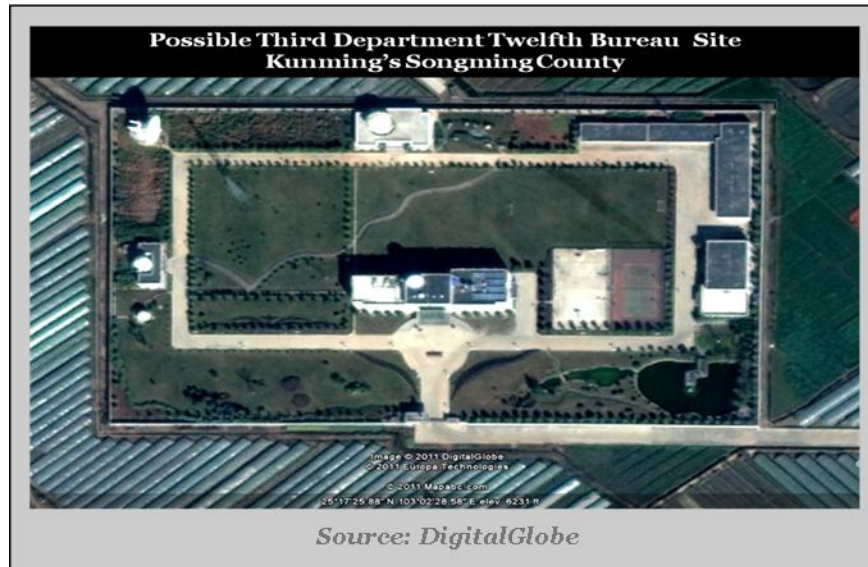 Possible Third Department Twelfth Bureau Site
Kunming's Songming County
Image © 2011 DigitalGlobe
© 2011 Europa Technologies
© 2011 Mapabc.com
25°17'25.88" N 103°02'28.58" E elev 6231 ft
Source: DigitalGlobe